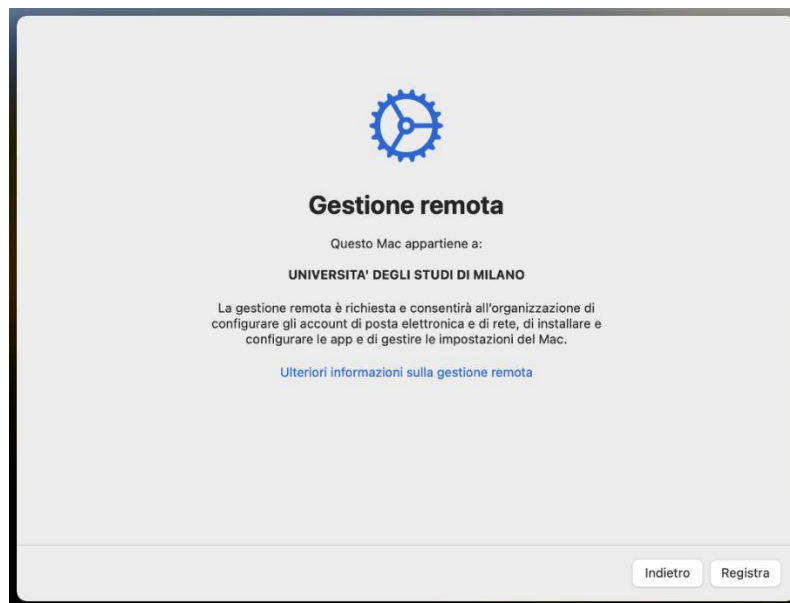 Gestione remota
Questo Mac appartiene a:
UNIVERSITA' DEGLI STUDI DI MILANO
La gestione remota è richiesta e consentirà all'organizzazione di
configurare gli account di posta elettronica e di rete, di installare e
configurare le app e di gestire le impostazioni del Mac.
Ulteriori informazioni sulla gestione remota
Indietro Registra